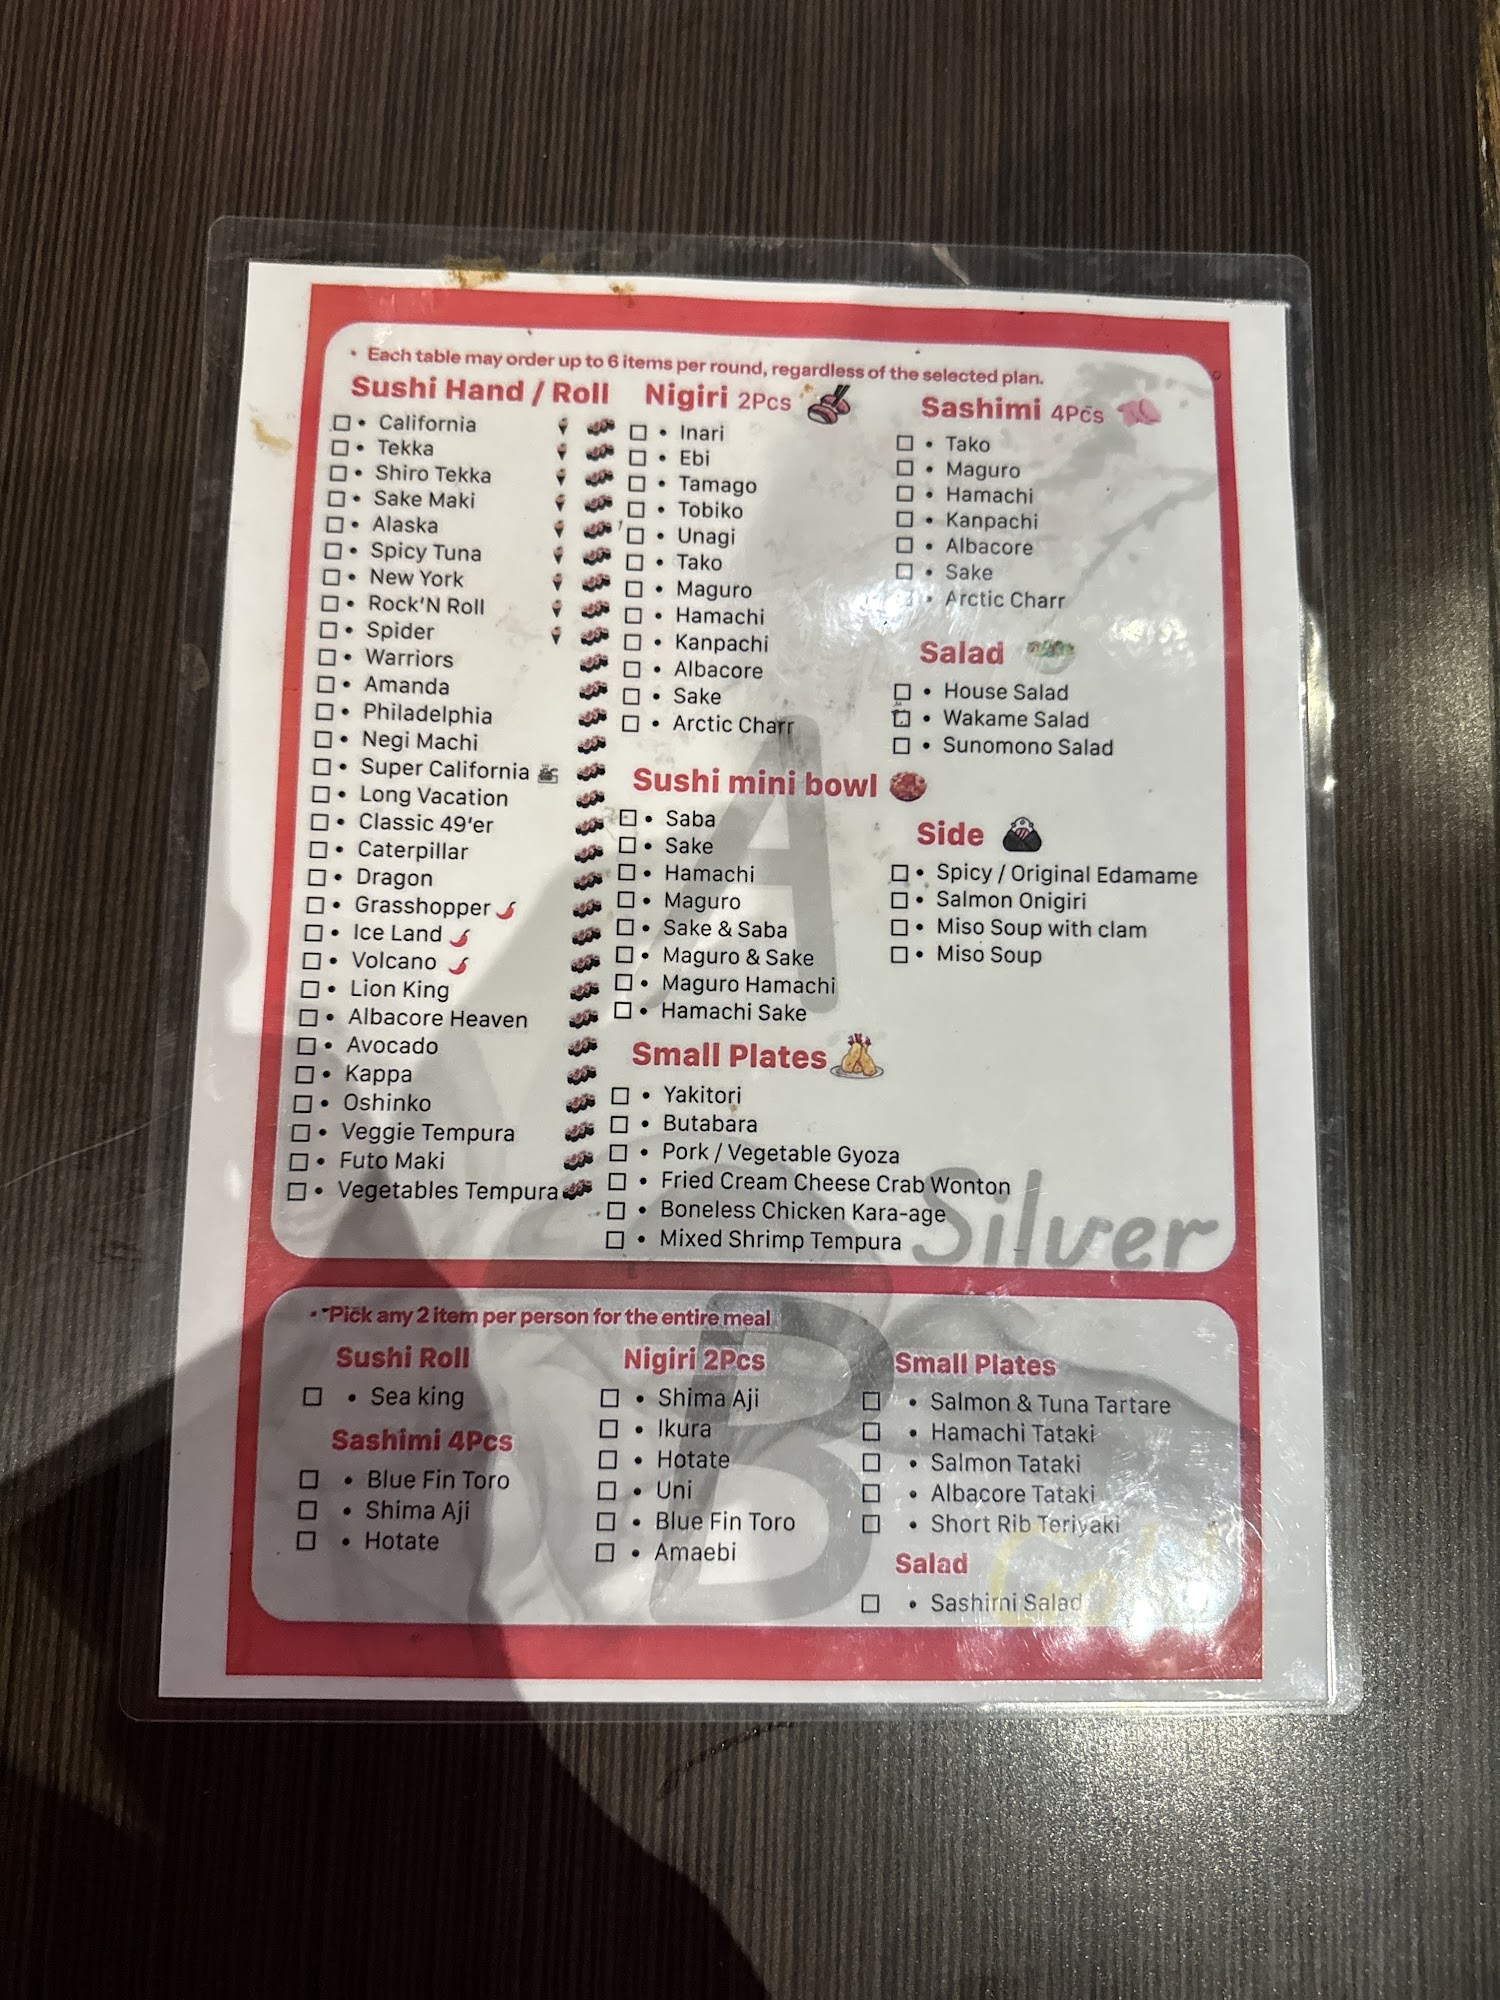 • Each table may order up to 6 items per round, regardless of the selected plan.
Sushi Hand / Roll
• California
• Tekka
• Shiro Tekka
• Sake Maki
• Alaska
• Spicy Tuna
• New York
• Rock'N Roll
• Spider
• Warriors
• Amanda
• Philadelphia
• Negi Machi
• Super California
• Long Vacation
• Classic 49'er
• Caterpillar
• Dragon
• Grasshopper
• Ice Land
• Volcano
• Lion King
• Albacore Heaven
• Avocado
• Kappa
• Oshinko
• Veggie Tempura
• Futo Maki
• Vegetables Tempura
Nigiri 2Pcs
• Inari
• Ebi
• Tamago
• Tobiko
• Unagi
• Tako
• Maguro
• Hamachi
• Kanpachi
• Albacore
• Sake
• Arctic Charr
Sushi mini bowl
• Saba
• Sake
• Hamachi
• Maguro
• Sake & Saba
• Maguro & Sake
• Maguro Hamachi
• Hamachi Sake
Small Plates
• Yakitori
• Butabara
• Pork / Vegetable Gyoza
• Fried Cream Cheese Crab Wonton
• Boneless Chicken Kara-age
• Mixed Shrimp Tempura
Sashimi 4Pcs
• Tako
• Maguro
• Hamachi
• Kanpachi
• Albacore
• Sake
• Arctic Charr
Salad
• House Salad
• Wakame Salad
• Sunomono Salad
Side
• Spicy / Original Edamame
• Salmon Onigiri
• Miso Soup with clam
• Miso Soup
A
Silver
• *Pick any 2 item per person for the entire meal
Sushi Roll
• Sea king
Sashimi 4Pcs
• Blue Fin Toro
• Shima Aji
• Hotate
Nigiri 2Pcs
• Shima Aji
• Ikura
• Hotate
• Uni
• Blue Fin Toro
• Amaebi
Small Plates
• Salmon & Tuna Tartare
• Hamachi Tataki
• Salmon Tataki
• Albacore Tataki
• Short Rib Teriyaki
Salad
• Sashimi Salad
B
Gold